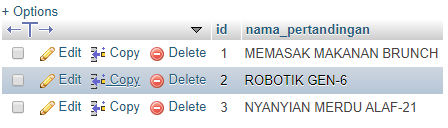 + Options
id nama_pertandingan
Edit Copy Delete 1 MEMASAK MAKANAN BRUNCH
Edit Copy Delete 2 ROBOTIK GEN-6
Edit Copy Delete 3 NYANYIAN MERDU ALAF-21